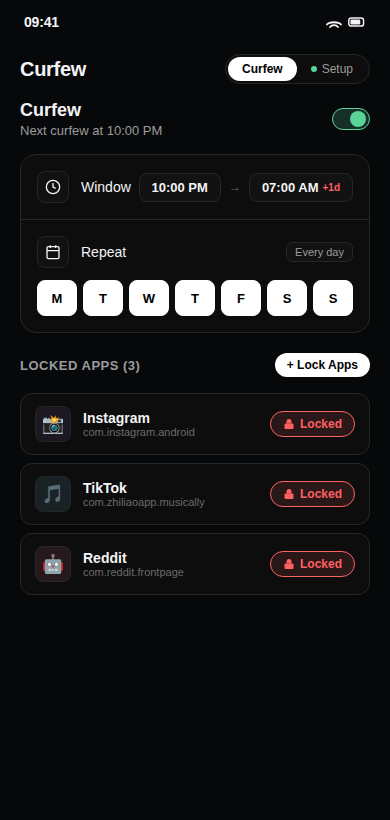 09:41
Curfew
Curfew
Setup
Curfew
Next curfew at 10:00 PM
Window
10:00 PM
→
07:00 AM +1d
Repeat
Every day
M T W T F S S
LOCKED APPS (3)
+ Lock Apps
Instagram
com.instagram.android
Locked
TikTok
com.zhiliaoapp.musically
Locked
Reddit
com.reddit.frontpage
Locked